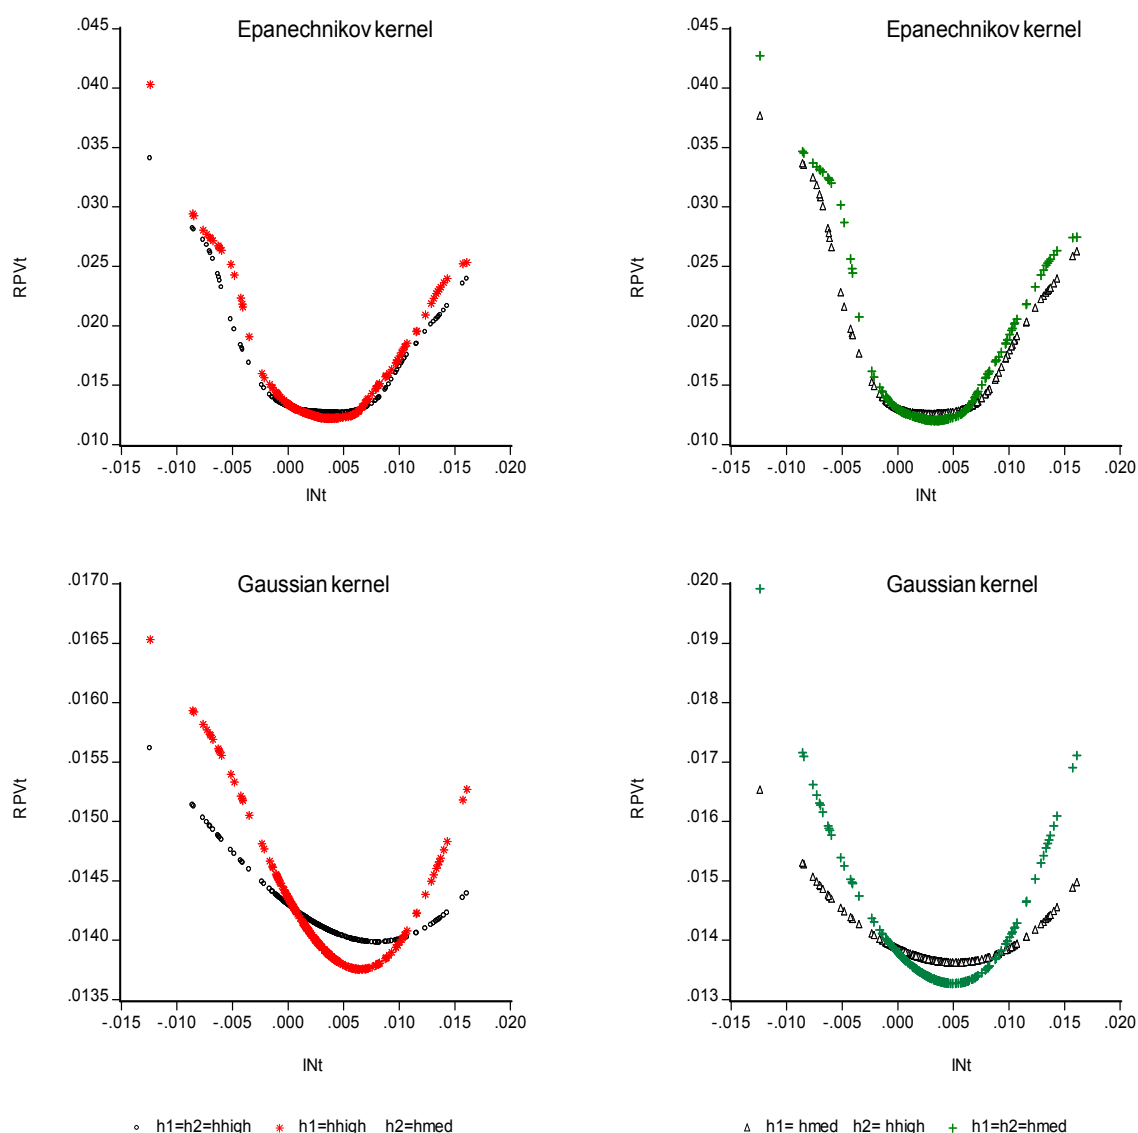 Epanechnikov kernel
.045
.040
.035
.030
.025
.020
.015
.010
RPVt
-.015 -.010 -.005 .000 .005 .010 .015 .020
INt
Epanechnikov kernel
.045
.040
.035
.030
.025
.020
.015
.010
RPVt
-.015 -.010 -.005 .000 .005 .010 .015 .020
INt
Gaussian kernel
.0170
.0165
.0160
.0155
.0150
.0145
.0140
.0135
RPVt
-.015 -.010 -.005 .000 .005 .010 .015 .020
INt
h1=h2=hhigh h1=hhigh h2=hmed
Gaussian kernel
.020
.019
.018
.017
.016
.015
.014
.013
RPVt
-.015 -.010 -.005 .000 .005 .010 .015 .020
INt
h1= hmed h2= hhigh h1=h2=hmed